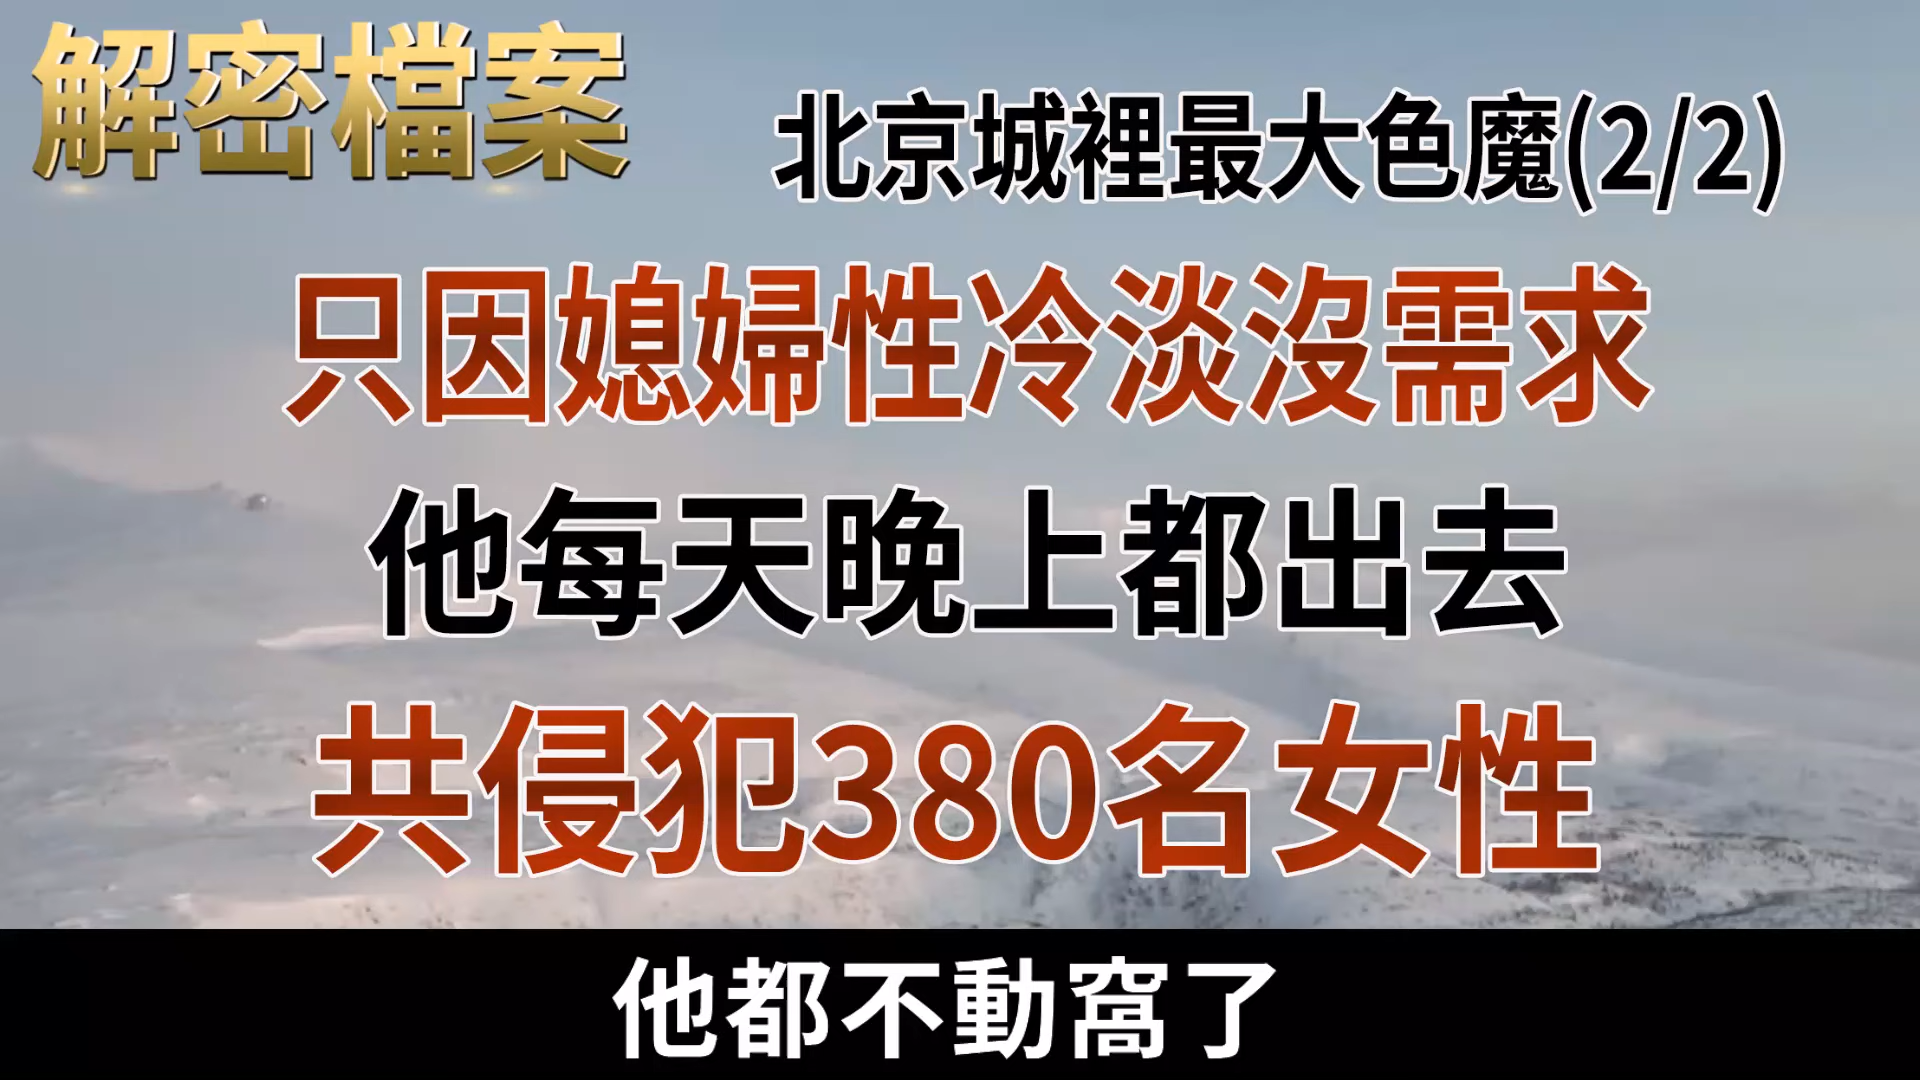 解密檔案
北京城裡最大色魔(2/2)
只因媳婦性冷淡沒需求
他每天晚上都出去
共侵犯380名女性
他都不動窩了